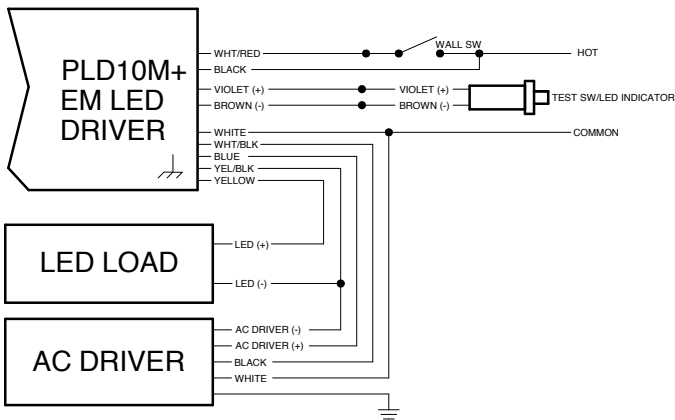 PLD10M+
EM LED
DRIVER
WHT/RED
WALL SW
HOT
BLACK
VIOLET (+)
VIOLET (+)
BROWN (-)
BROWN (-)
TEST SW/LED INDICATOR
WHITE
COMMON
WHT/BLK
BLUE
YEL/BLK
YELLOW
LED LOAD
LED (+)
LED (-)
AC DRIVER
AC DRIVER (-)
AC DRIVER (+)
BLACK
WHITE